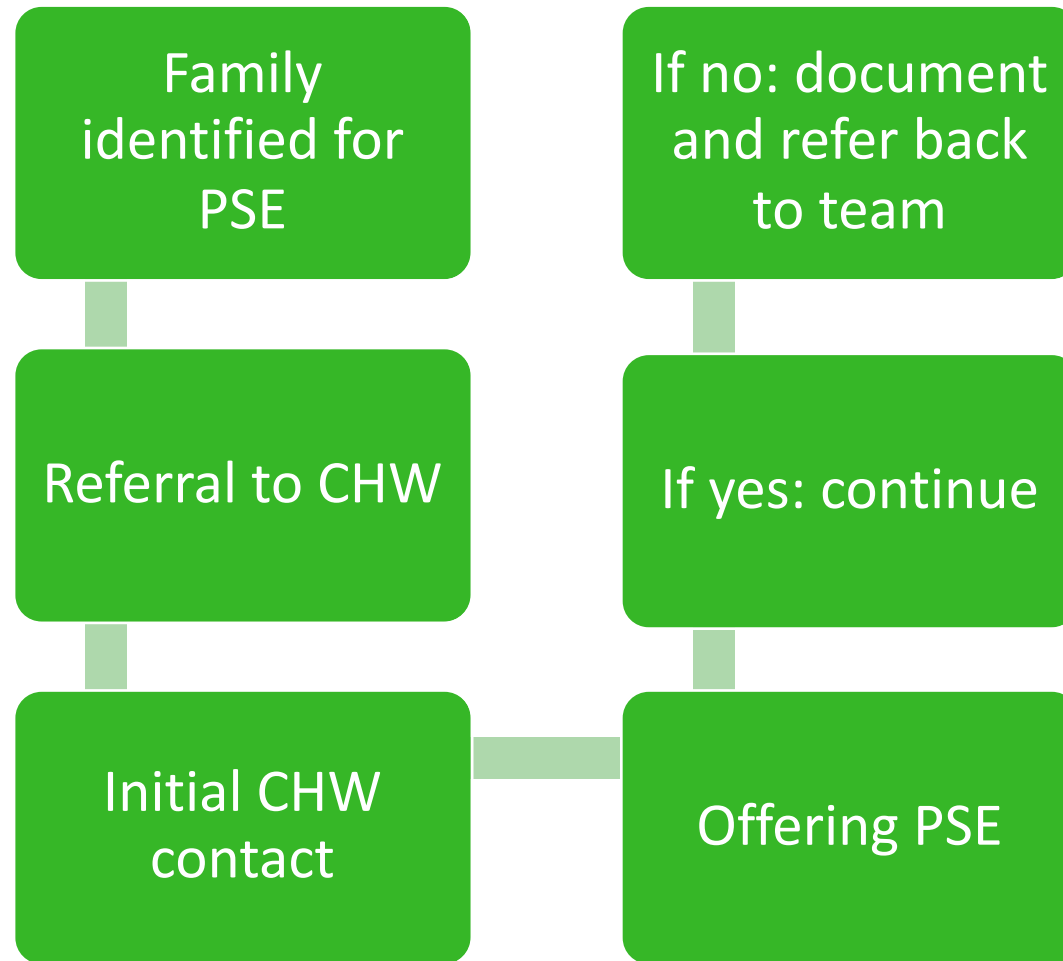 Family
identified for
PSE
Referral to CHW
Initial CHW
contact
Offering PSE
If yes: continue
If no: document
and refer back
to team